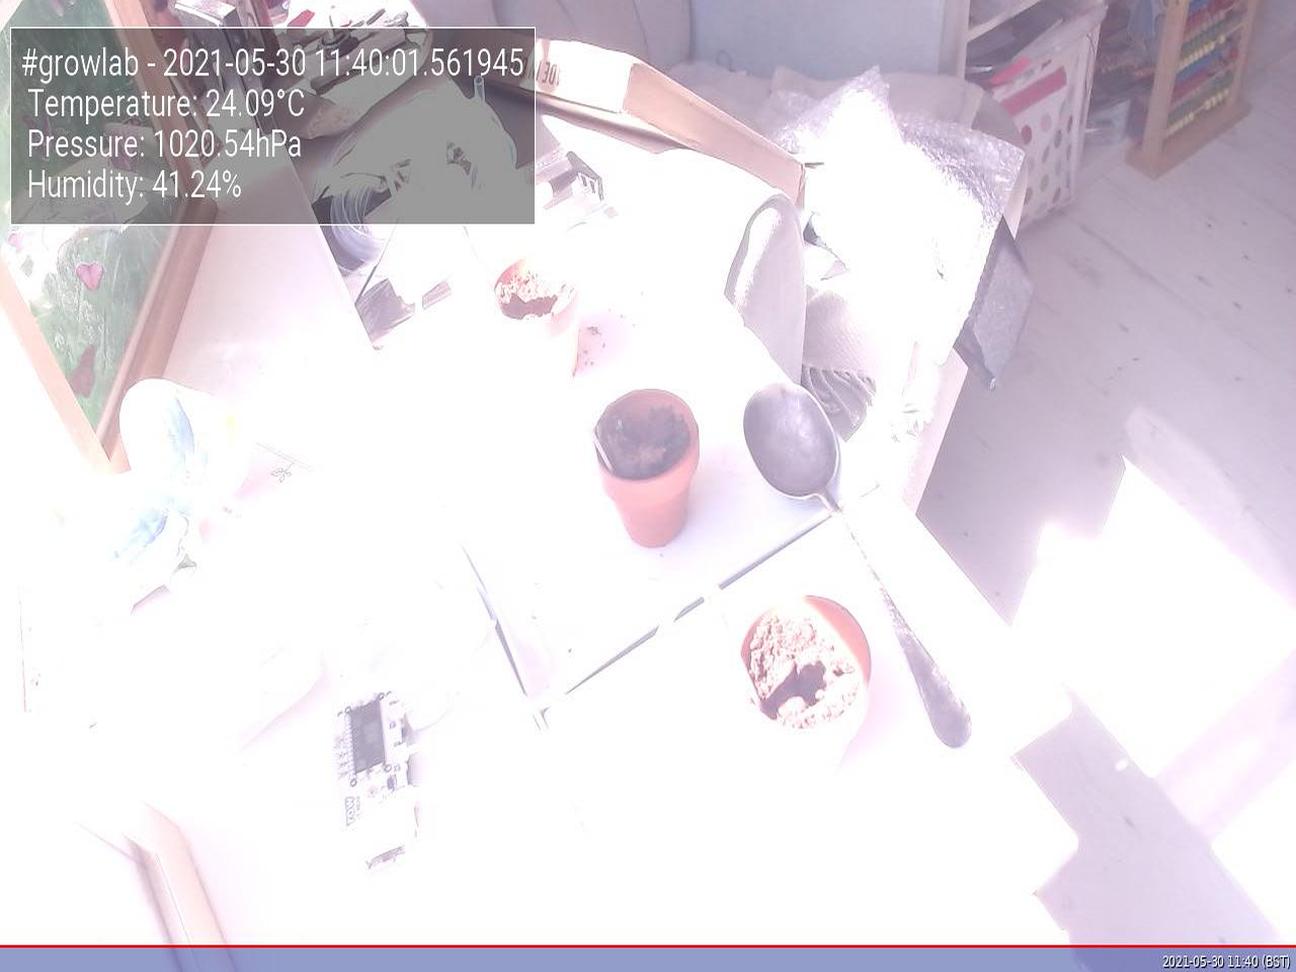 #growlab - 2021-05-30 11:40:01.561945
Temperature: 24.09°C
Pressure: 1020.54hPa
Humidity: 41.24%
2021-05-30 11:40 (BST)